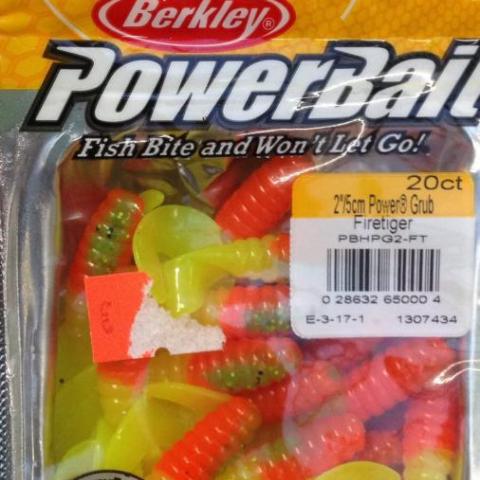 Berkley®
PowerBait
Fish Bite and Won't Let Go!
20ct
2"/5cm Power® Grub
Firetiger
PBHPG2-FT
0 28632 65000 4
E-3-17-1 1307434